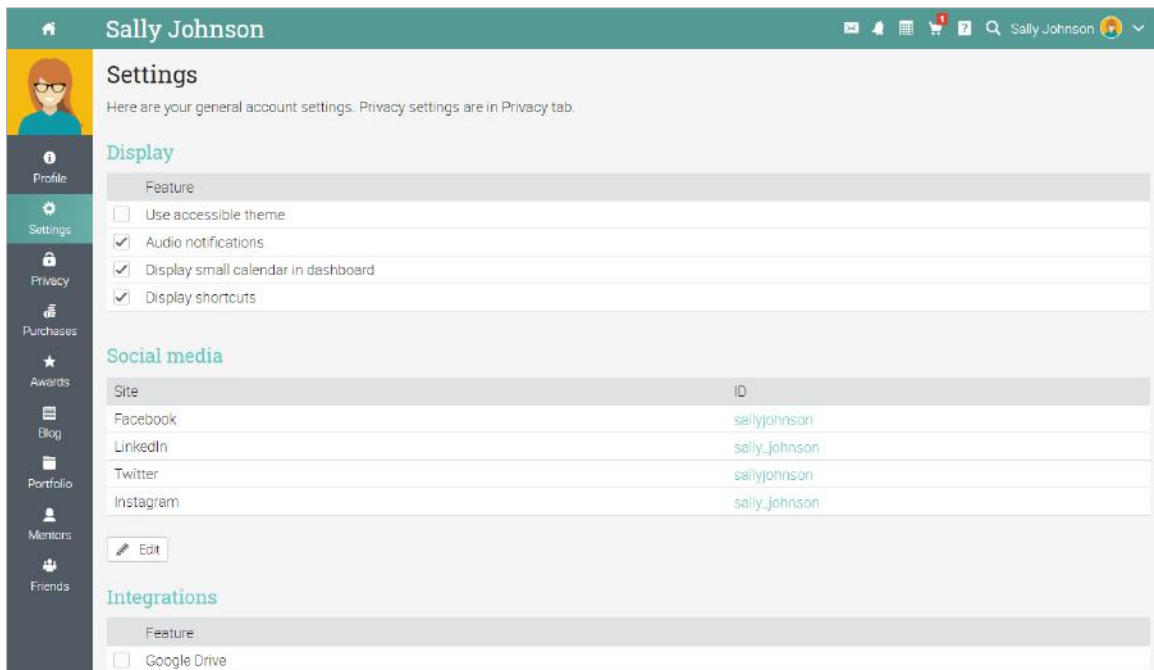 Sally Johnson
1
?
Sally Johnson
Profile
Settings
Privacy
Purchases
Awards
Blog
Portfolio
Mentors
Friends
Settings
Here are your general account settings. Privacy settings are in Privacy tab.
Display
Feature
Use accessible theme
Audio notifications
Display small calendar in dashboard
Display shortcuts
Social media
Site ID
Facebook sallyjohnson
LinkedIn sally_johnson
Twitter sallyjohnson
Instagram sally_johnson
Edit
Integrations
Feature
Google Drive